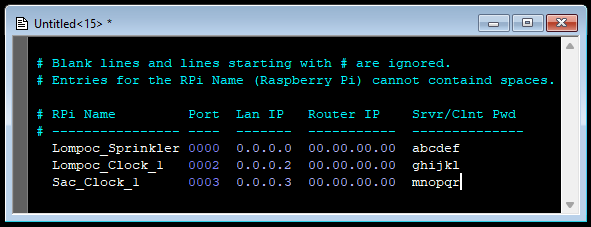 Untitled<15> *
# Blank lines and lines starting with # are ignored.
# Entries for the RPi Name (Raspberry Pi) cannot containd spaces.
# RPi Name         Port  Lan IP   Router IP    Srvr/Clnt Pwd
# ---------------- ----  -------  -----------  --------------
Lompoc_Sprinkler 0000  0.0.0.0  00.00.00.00  abcdef
Lompoc_Clock_1   0002  0.0.0.2  00.00.00.00  ghijkl
Sac_Clock_1      0003  0.0.0.3  00.00.00.00  mnopqr